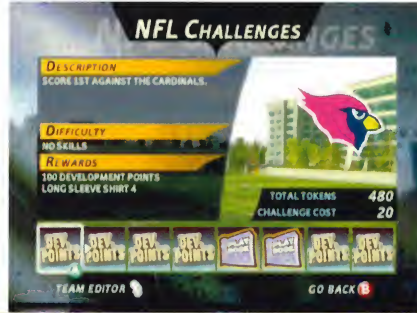 NFL CHALLENGES
DESCRIPTION
SCORE 1ST AGAINST THE CARDINALS.
DIFFICULTY
NO SKILLS
REWARDS
100 DEVELOPMENT POINTS
LONG SLEEVE SHIRT 4
TOTAL TOKENS 480
CHALLENGE COST 20
DEV POINTS DEV POINTS DEV POINTS DEV POINTS DEV POINTS DEV POINTS
A
TEAM EDITOR
GO BACK B